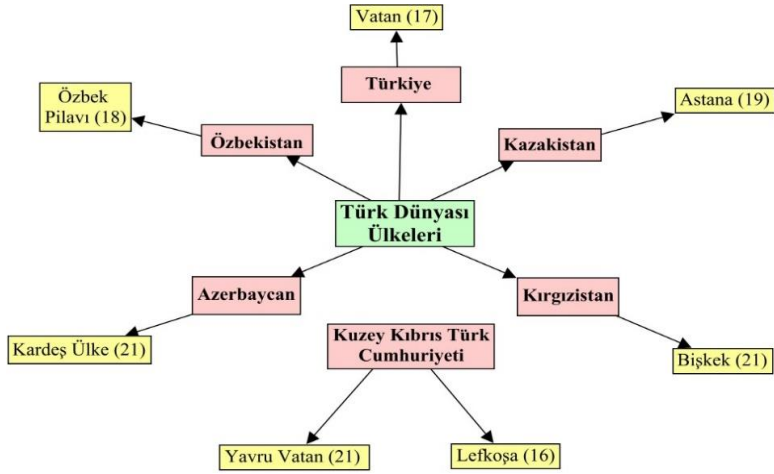 Vatan (17)
Türkiye
Özbek
Pilavı (18)
Özbekistan
Astana (19)
Kazakistan
Türk Dünyası
Ülkeleri
Azerbaycan
Kırgızistan
Kardeş Ülke (21)
Kuzey Kıbrıs Türk
Cumhuriyeti
Bişkek (21)
Yavru Vatan (21)
Lefkoşa (16)